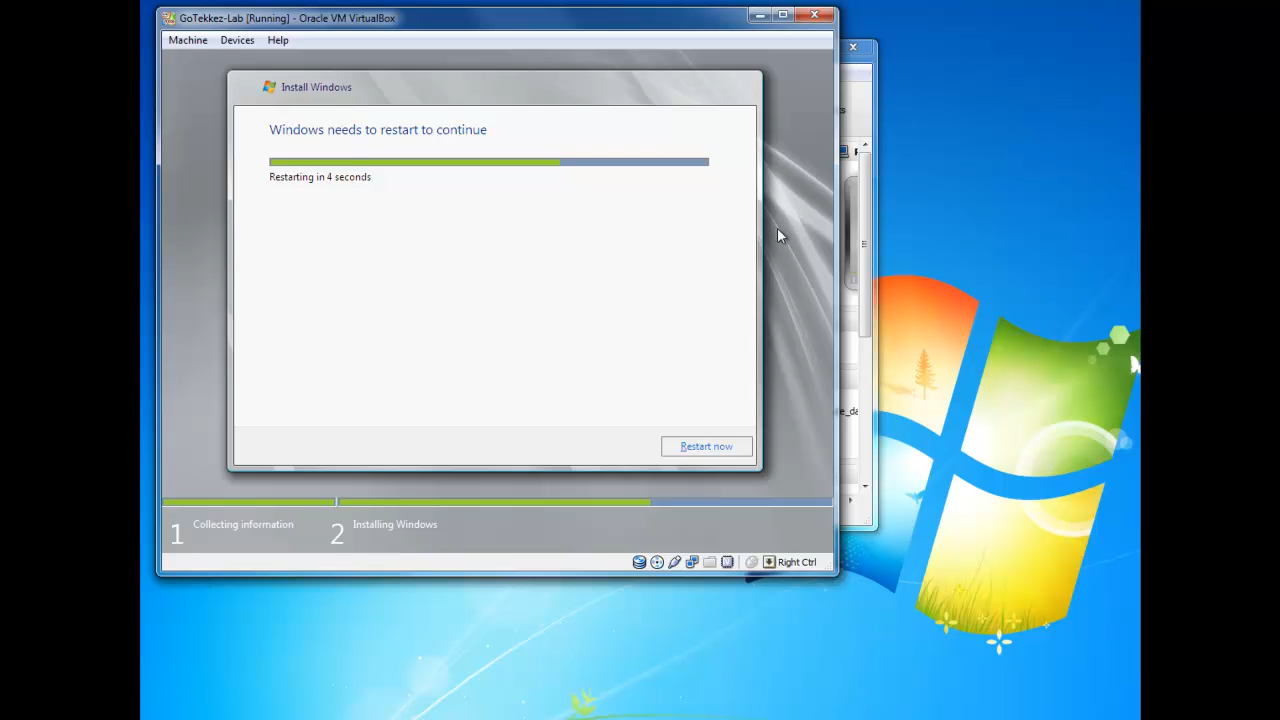 GoTekkez-Lab [Running] - Oracle VM VirtualBox
Machine Devices Help
Install Windows
Windows needs to restart to continue
Restarting in 4 seconds
Restart now
1 Collecting information 2 Installing Windows
Right Ctrl